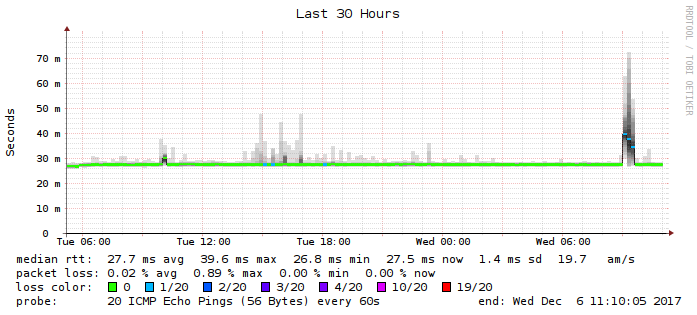 Last 30 Hours
RRDTOOL / TOBI OETIKER
Seconds
70 m
60 m
50 m
40 m
30 m
20 m
10 m
0
Tue 06:00 Tue 12:00 Tue 18:00 Wed 00:00 Wed 06:00
median rtt: 27.7 ms avg 39.6 ms max 26.8 ms min 27.5 ms now 1.4 ms sd 19.7 am/s
packet loss: 0.02 % avg 0.89 % max 0.00 % min 0.00 % now
loss color: 0 1/20 2/20 3/20 4/20 10/20 19/20
probe: 20 ICMP Echo Pings (56 Bytes) every 60s end: Wed Dec 6 11:10:05 2017